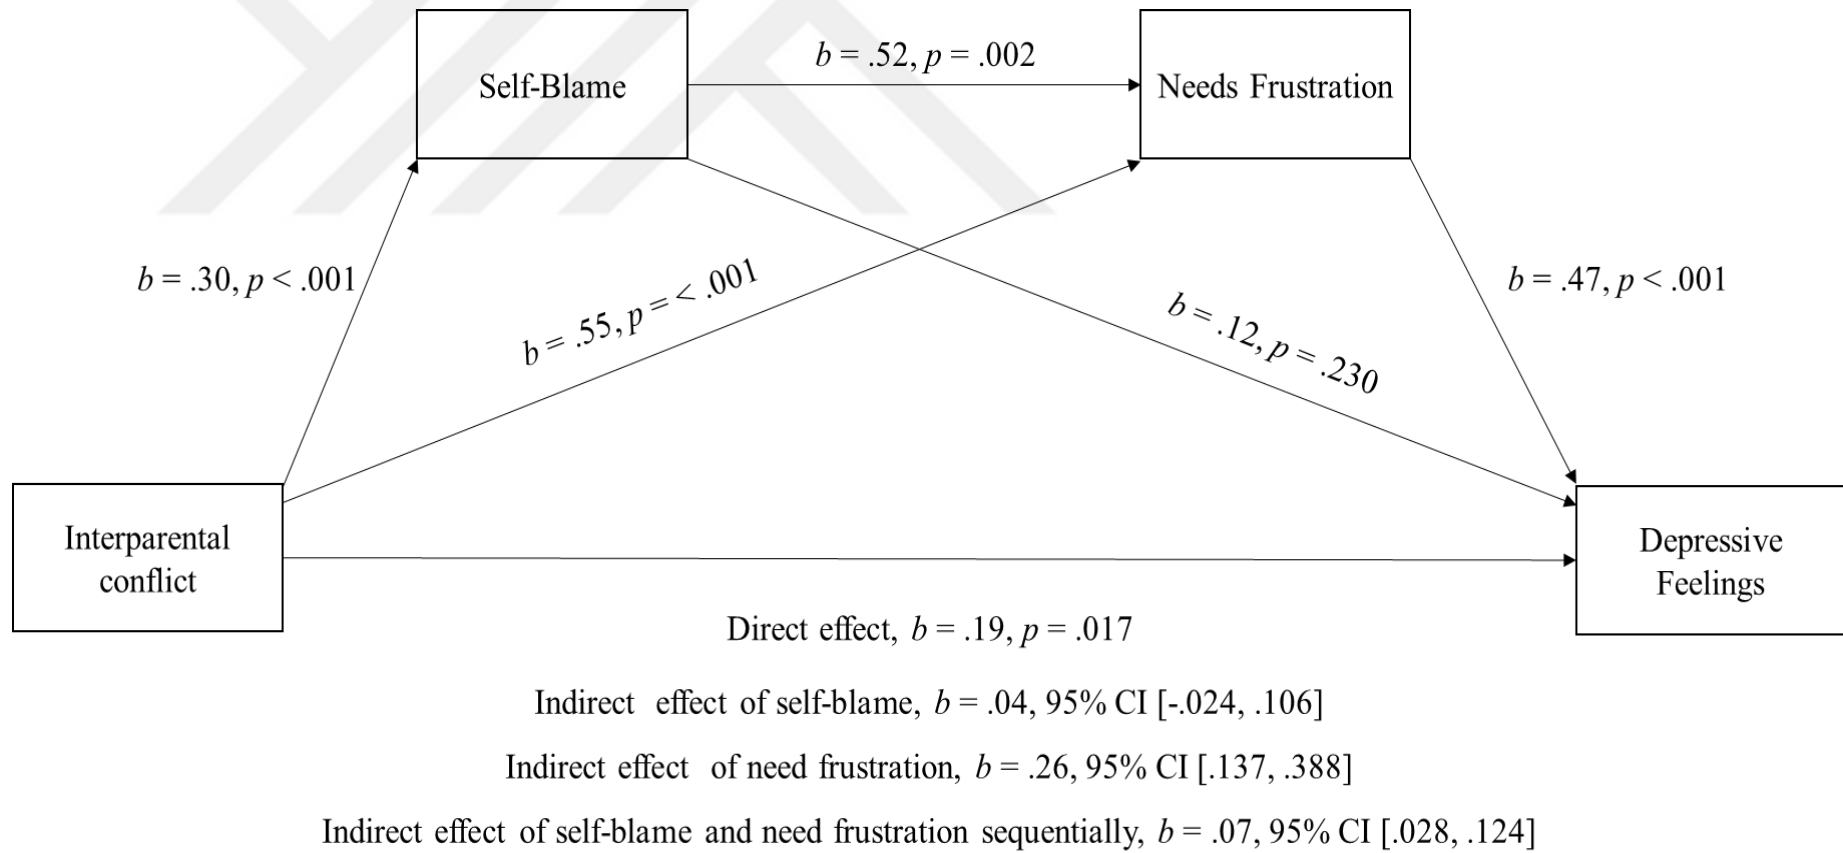 b = .52, p = .002
Self-Blame
Needs Frustration
b = .30, p < .001
b = .55, p = < .001
b = .12, p = .230
b = .47, p < .001
Interparental
conflict
Depressive
Feelings
Direct effect, b = .19, p = .017
Indirect effect of self-blame, b = .04, 95% CI [-.024, .106]
Indirect effect of need frustration, b = .26, 95% CI [.137, .388]
Indirect effect of self-blame and need frustration sequentially, b = .07, 95% CI [.028, .124]